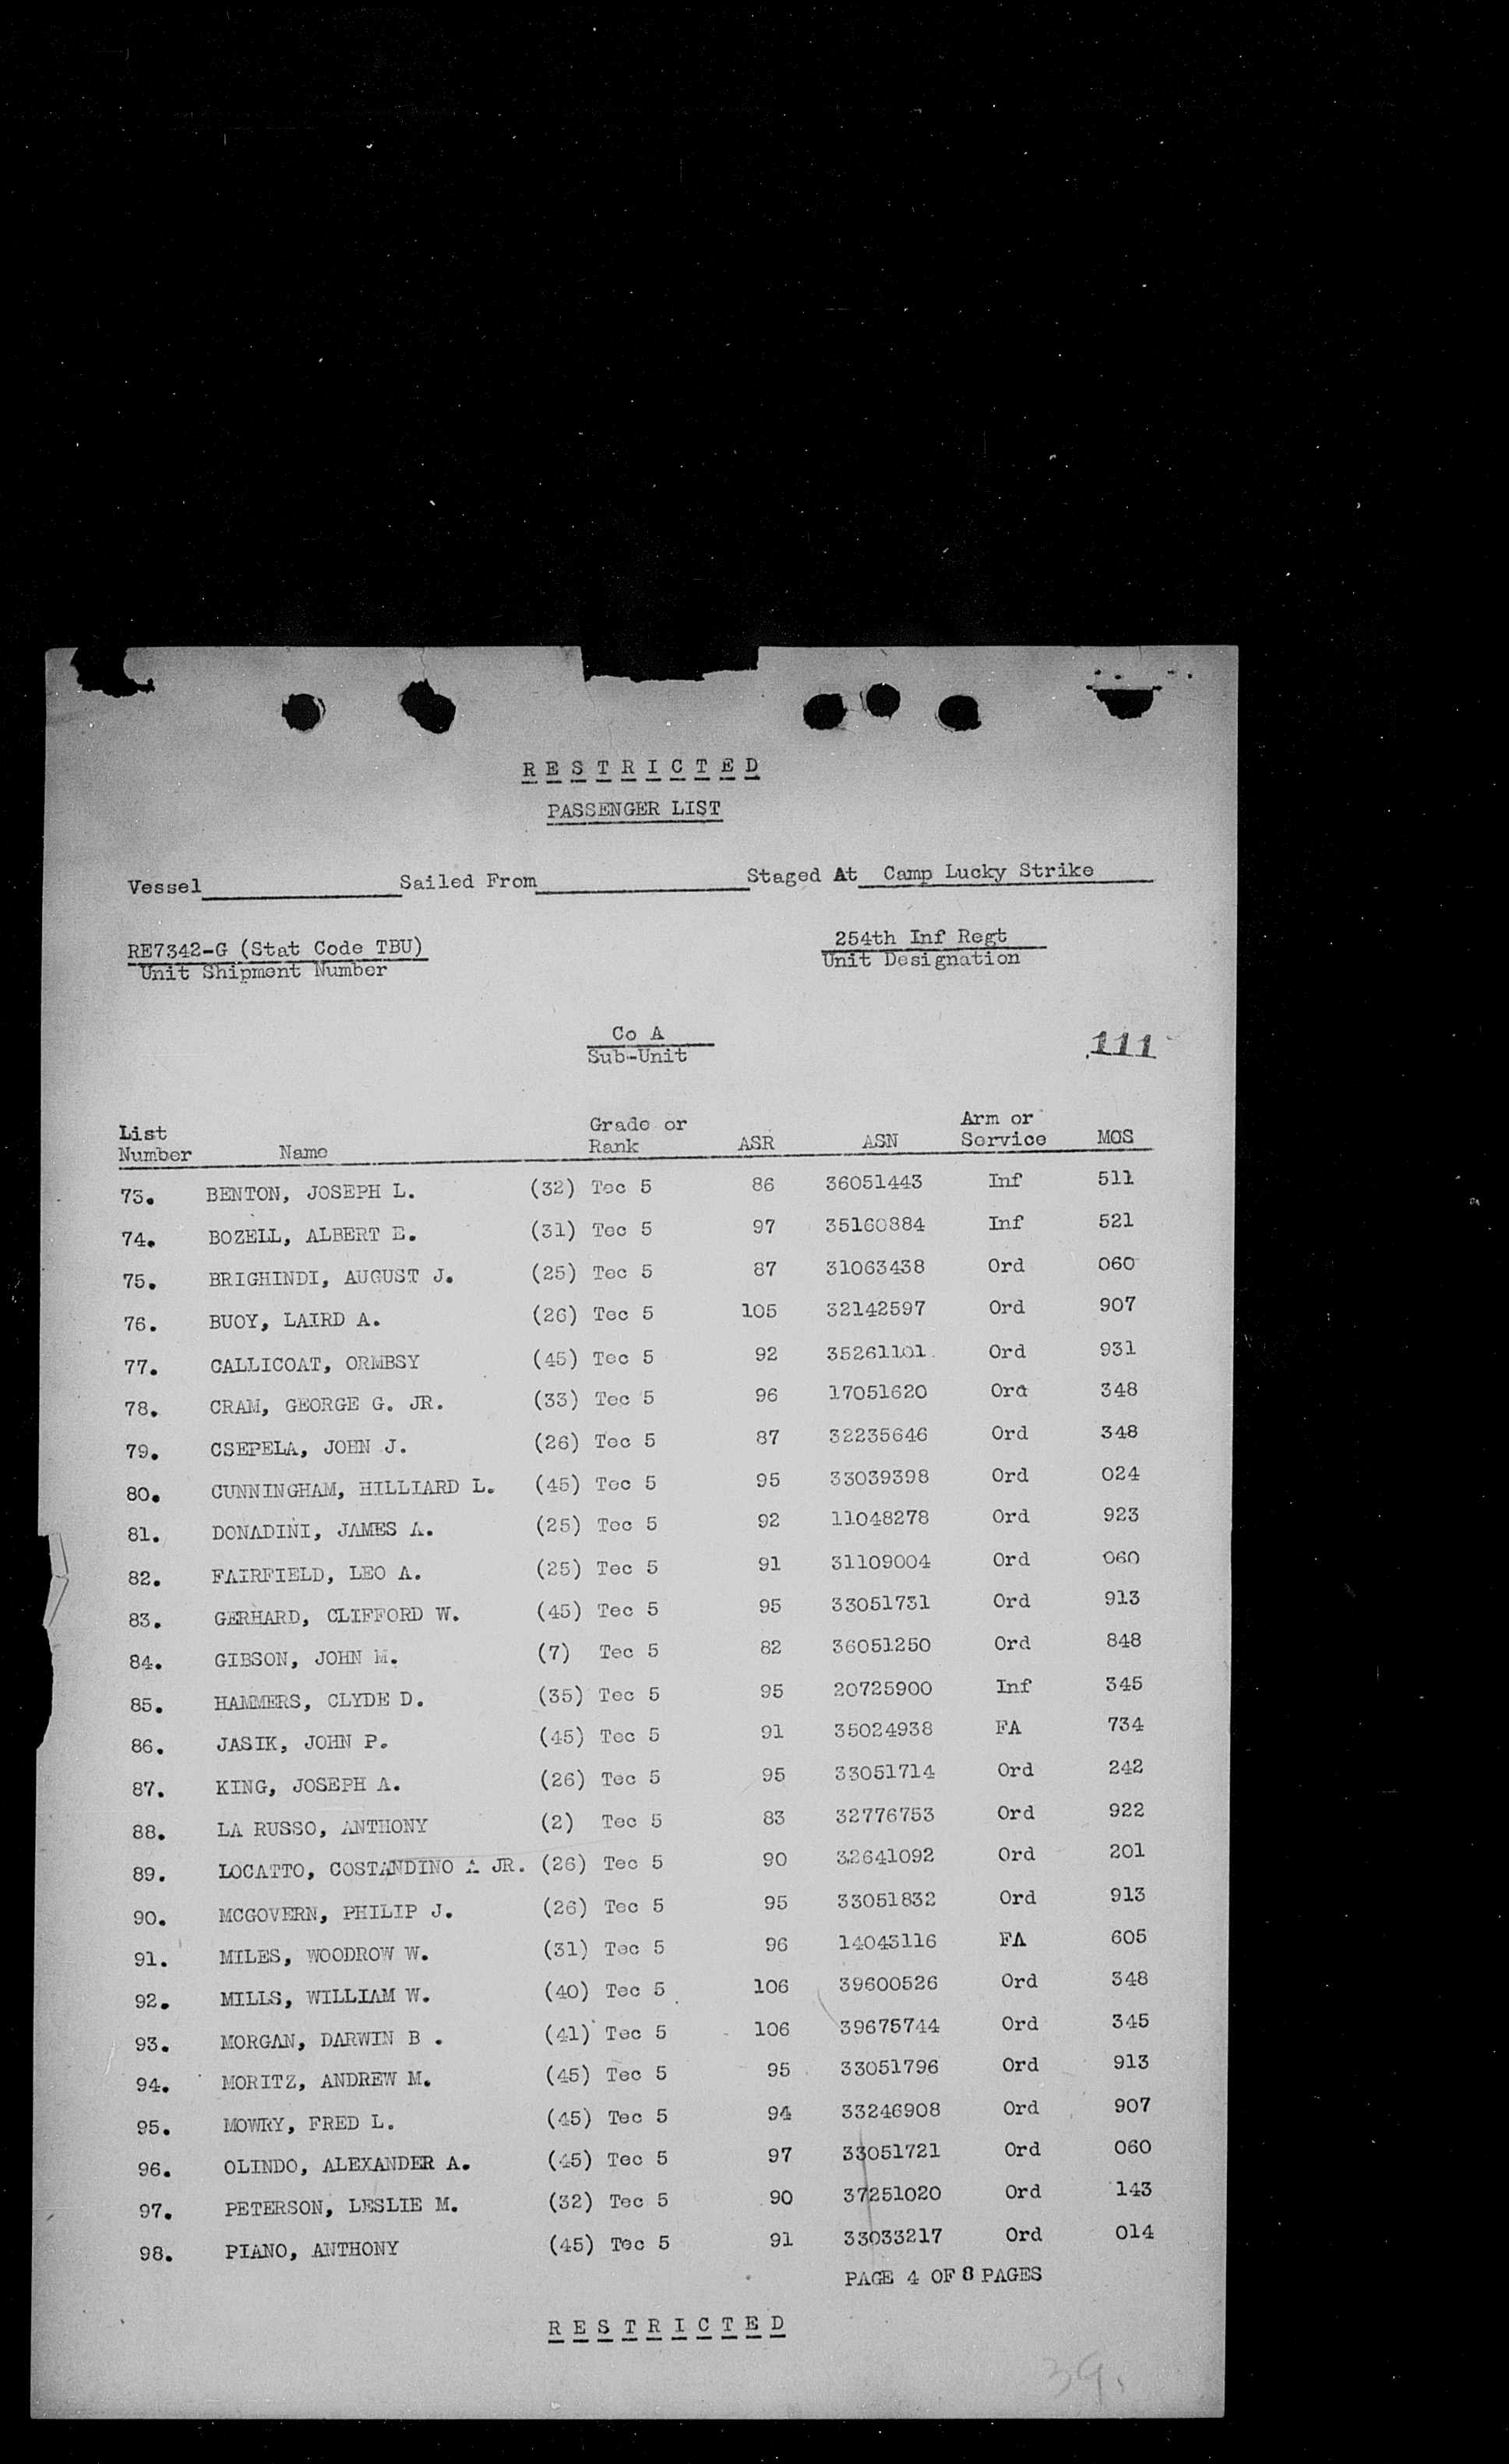 R E S T R I C T E D
PASSENGER LIST
Vessel Sailed From Staged At Camp Lucky Strike
RE7342-G (Stat Code TBU) 254th Inf Regt
Unit Shipment Number Unit Designation
Co A
Sub-Unit 111
List Number Name Grade or Rank ASR ASN Arm or Service MOS
73. BENTON, JOSEPH L. (32) Tec 5 86 36051443 Inf 511
74. BOZELL, ALBERT E. (31) Tec 5 97 35160884 Inf 521
75. BRIGHINDI, AUGUST J. (25) Tec 5 87 31063438 Ord 060
76. BUOY, LAIRD A. (26) Tec 5 105 32142597 Ord 907
77. CALLICOAT, ORMBSY (45) Tec 5 92 35261101 Ord 931
78. CRAM, GEORGE G. JR. (33) Tec 5 96 17051620 Ord 348
79. CSEPELA, JOHN J. (26) Tec 5 87 32235646 Ord 348
80. CUNNINGHAM, HILLIARD L. (45) Tec 5 95 33039398 Ord 024
81. DONADINI, JAMES A. (25) Tec 5 92 11048278 Ord 923
82. FAIRFIELD, LEO A. (25) Tec 5 91 31109004 Ord 060
83. GERHARD, CLIFFORD W. (45) Tec 5 95 33051731 Ord 913
84. GIBSON, JOHN M. (7) Tec 5 82 36051250 Ord 848
85. HAMMERS, CLYDE D. (35) Tec 5 95 20725900 Inf 345
86. JASIK, JOHN P. (45) Tec 5 91 35024938 FA 734
87. KING, JOSEPH A. (26) Tec 5 95 33051714 Ord 242
88. LA RUSSO, ANTHONY (2) Tec 5 83 32776753 Ord 922
89. LOCATTO, COSTANDINO A JR. (26) Tec 5 90 32641092 Ord 201
90. MCGOVERN, PHILIP J. (26) Tec 5 95 33051832 Ord 913
91. MILES, WOODROW W. (31) Tec 5 96 14043116 FA 605
92. MILLS, WILLIAM W. (40) Tec 5 106 39600526 Ord 348
93. MORGAN, DARWIN B . (41) Tec 5 106 39675744 Ord 345
94. MORITZ, ANDREW M. (45) Tec 5 95 33051796 Ord 913
95. MOWRY, FRED L. (45) Tec 5 94 33246908 Ord 907
96. OLINDO, ALEXANDER A. (45) Tec 5 97 33051721 Ord 060
97. PETERSON, LESLIE M. (32) Tec 5 90 37251020 Ord 143
98. PIANO, ANTHONY (45) Tec 5 91 33033217 Ord 014
PAGE 4 OF 8 PAGES
R E S T R I C T E D
39.